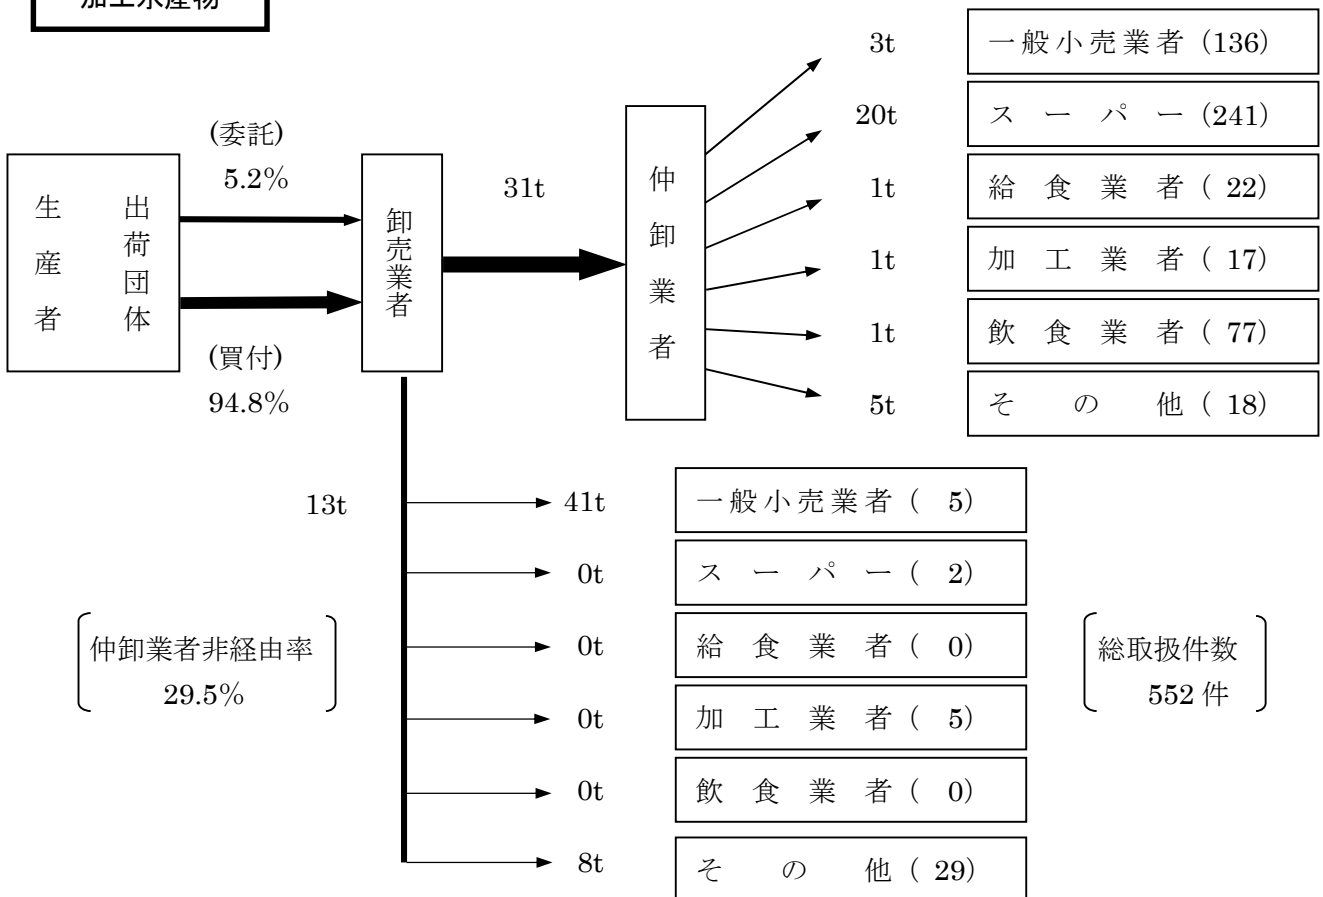 加工水産物
3t 一般小売業者 (136)
20t スーパー (241)
給食業者 ( 22) 1t
加工業者 ( 17) 1t
飲食業者 ( 77) 1t
その他 ( 18) 5t
(委託)
5.2%
生産者
出荷団体
(買付)
94.8%
卸売業者
31t
仲卸業者
13t
41t 一般小売業者 ( 5)
0t スーパー ( 2)
0t 給食業者 ( 0)
0t 加工業者 ( 5)
0t 飲食業者 ( 0)
8t その他 ( 29)
仲卸業者非経由率
29.5%
総取扱件数
552 件